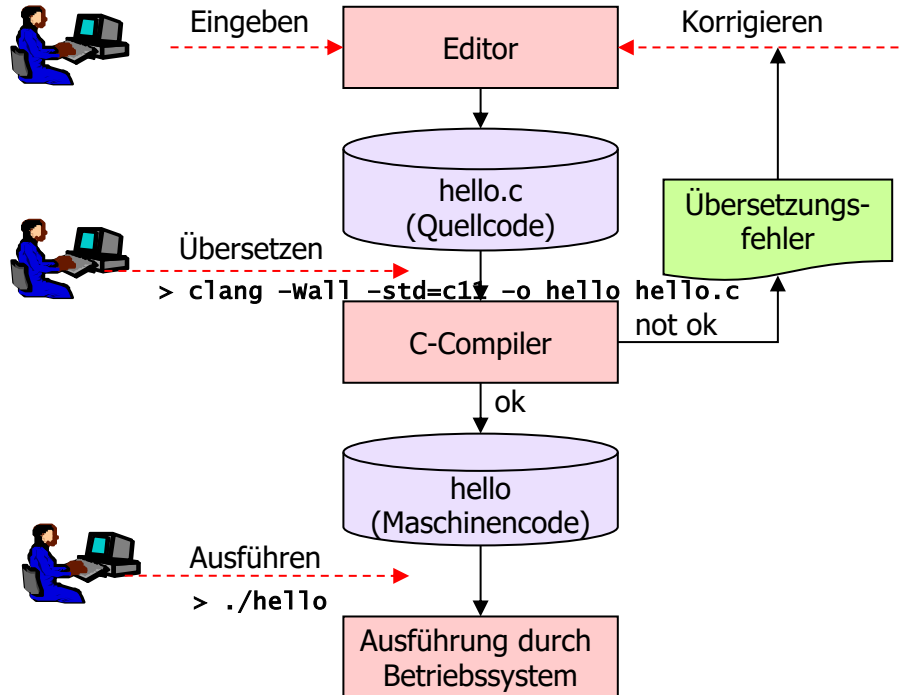 Eingeben
Editor
Korrigieren
hello.c
(Quellcode)
Übersetzungs-
fehler
Übersetzen
> clang -Wall -std=c11 -o hello hello.c
C-Compiler
not ok
ok
hello
(Maschinencode)
Ausführen
> ./hello
Ausführung durch
Betriebssystem